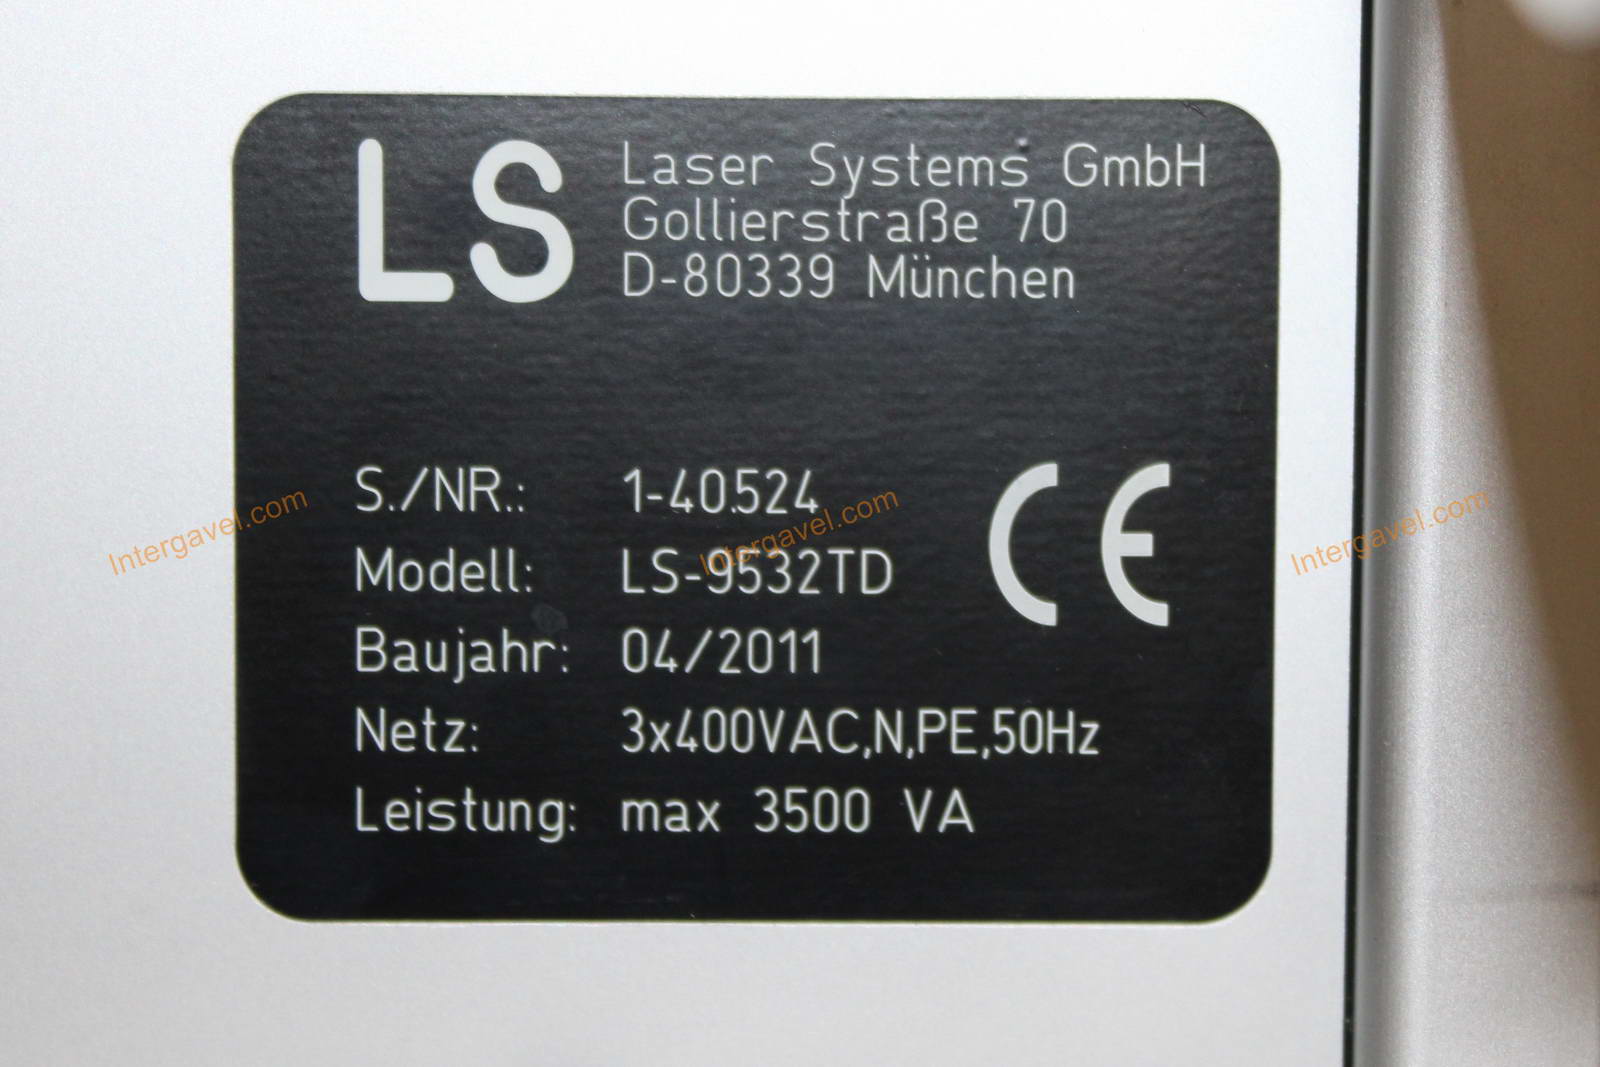 LS
Laser Systems GmbH
Gollierstraße 70
D-80339 München
S./NR.: 1-40.524
Modell: LS-9532TD
Baujahr: 04/2011
Netz: 3x400VAC,N,PE,50Hz
Leistung: max 3500 VA
CE
Intergavel.com
Intergavel.com
Intergavel.com